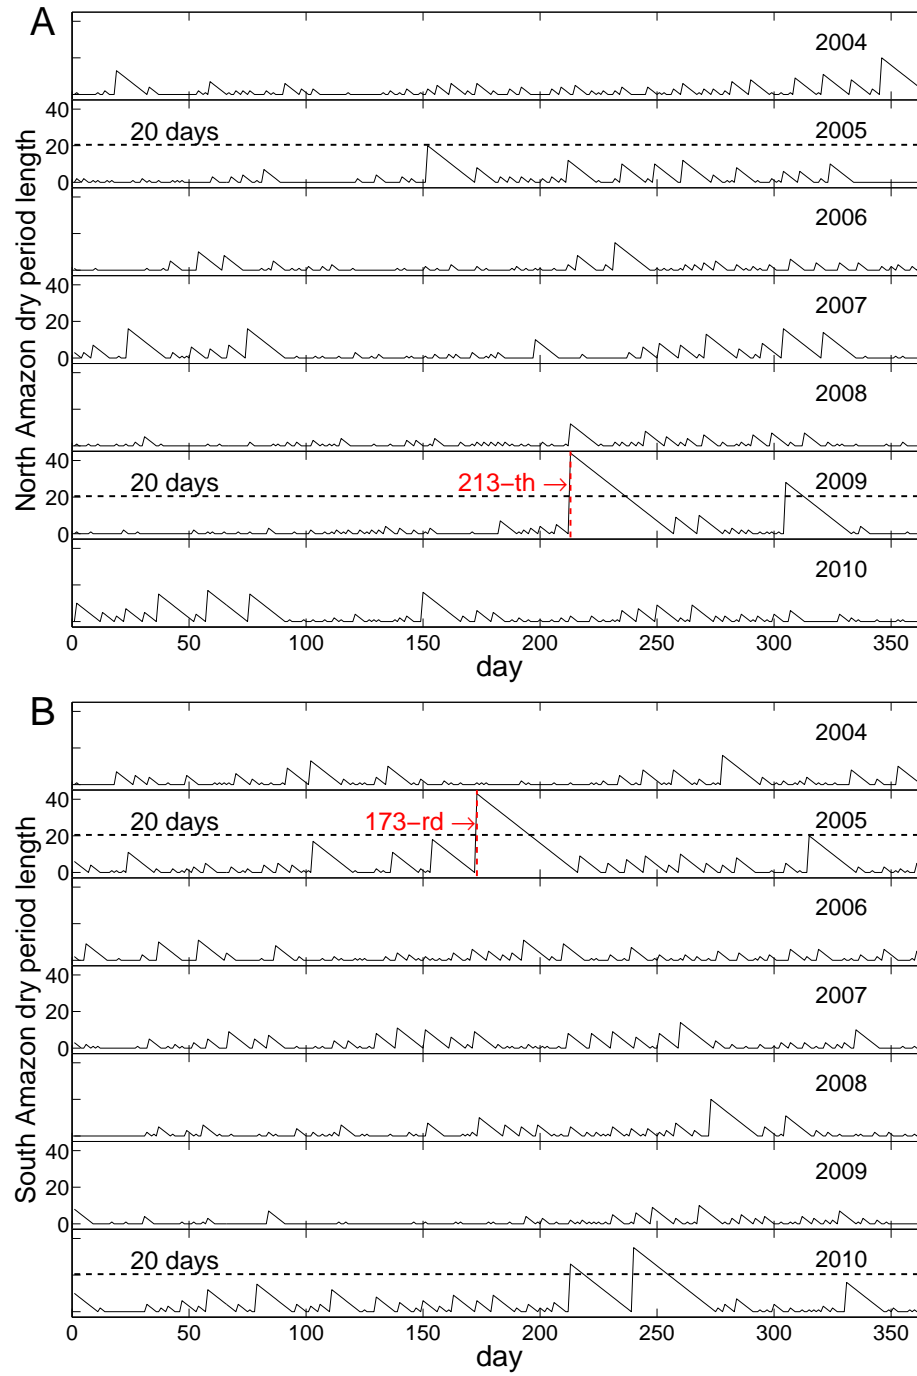 A
2004
40
20 days
2005
20
0
2006
40
2007
20
0
2008
40
20 days
213-th →
2009
20
0
2010
0 50 100 150 200 250 300 350
day
North Amazon dry period length
B
2004
40
20 days
173-rd →
2005
20
0
2006
40
2007
20
0
2008
40
2009
20
0
20 days
2010
0 50 100 150 200 250 300 350
day
South Amazon dry period length